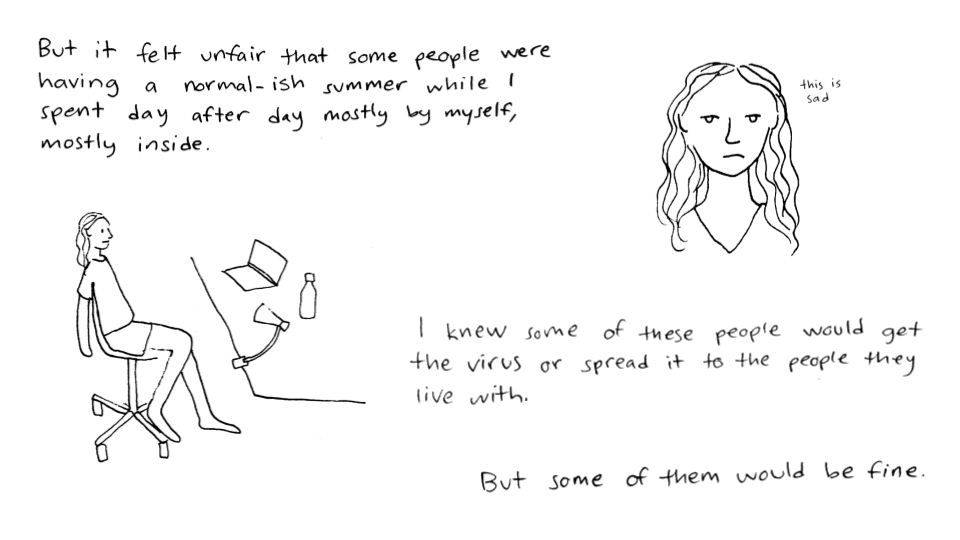 But it felt unfair that some people were
having a normal-ish summer while I
spent day after day mostly by myself,
mostly inside.
this is
sad
I knew some of these people would get
the virus or spread it to the people they
live with.
But some of them would be fine.